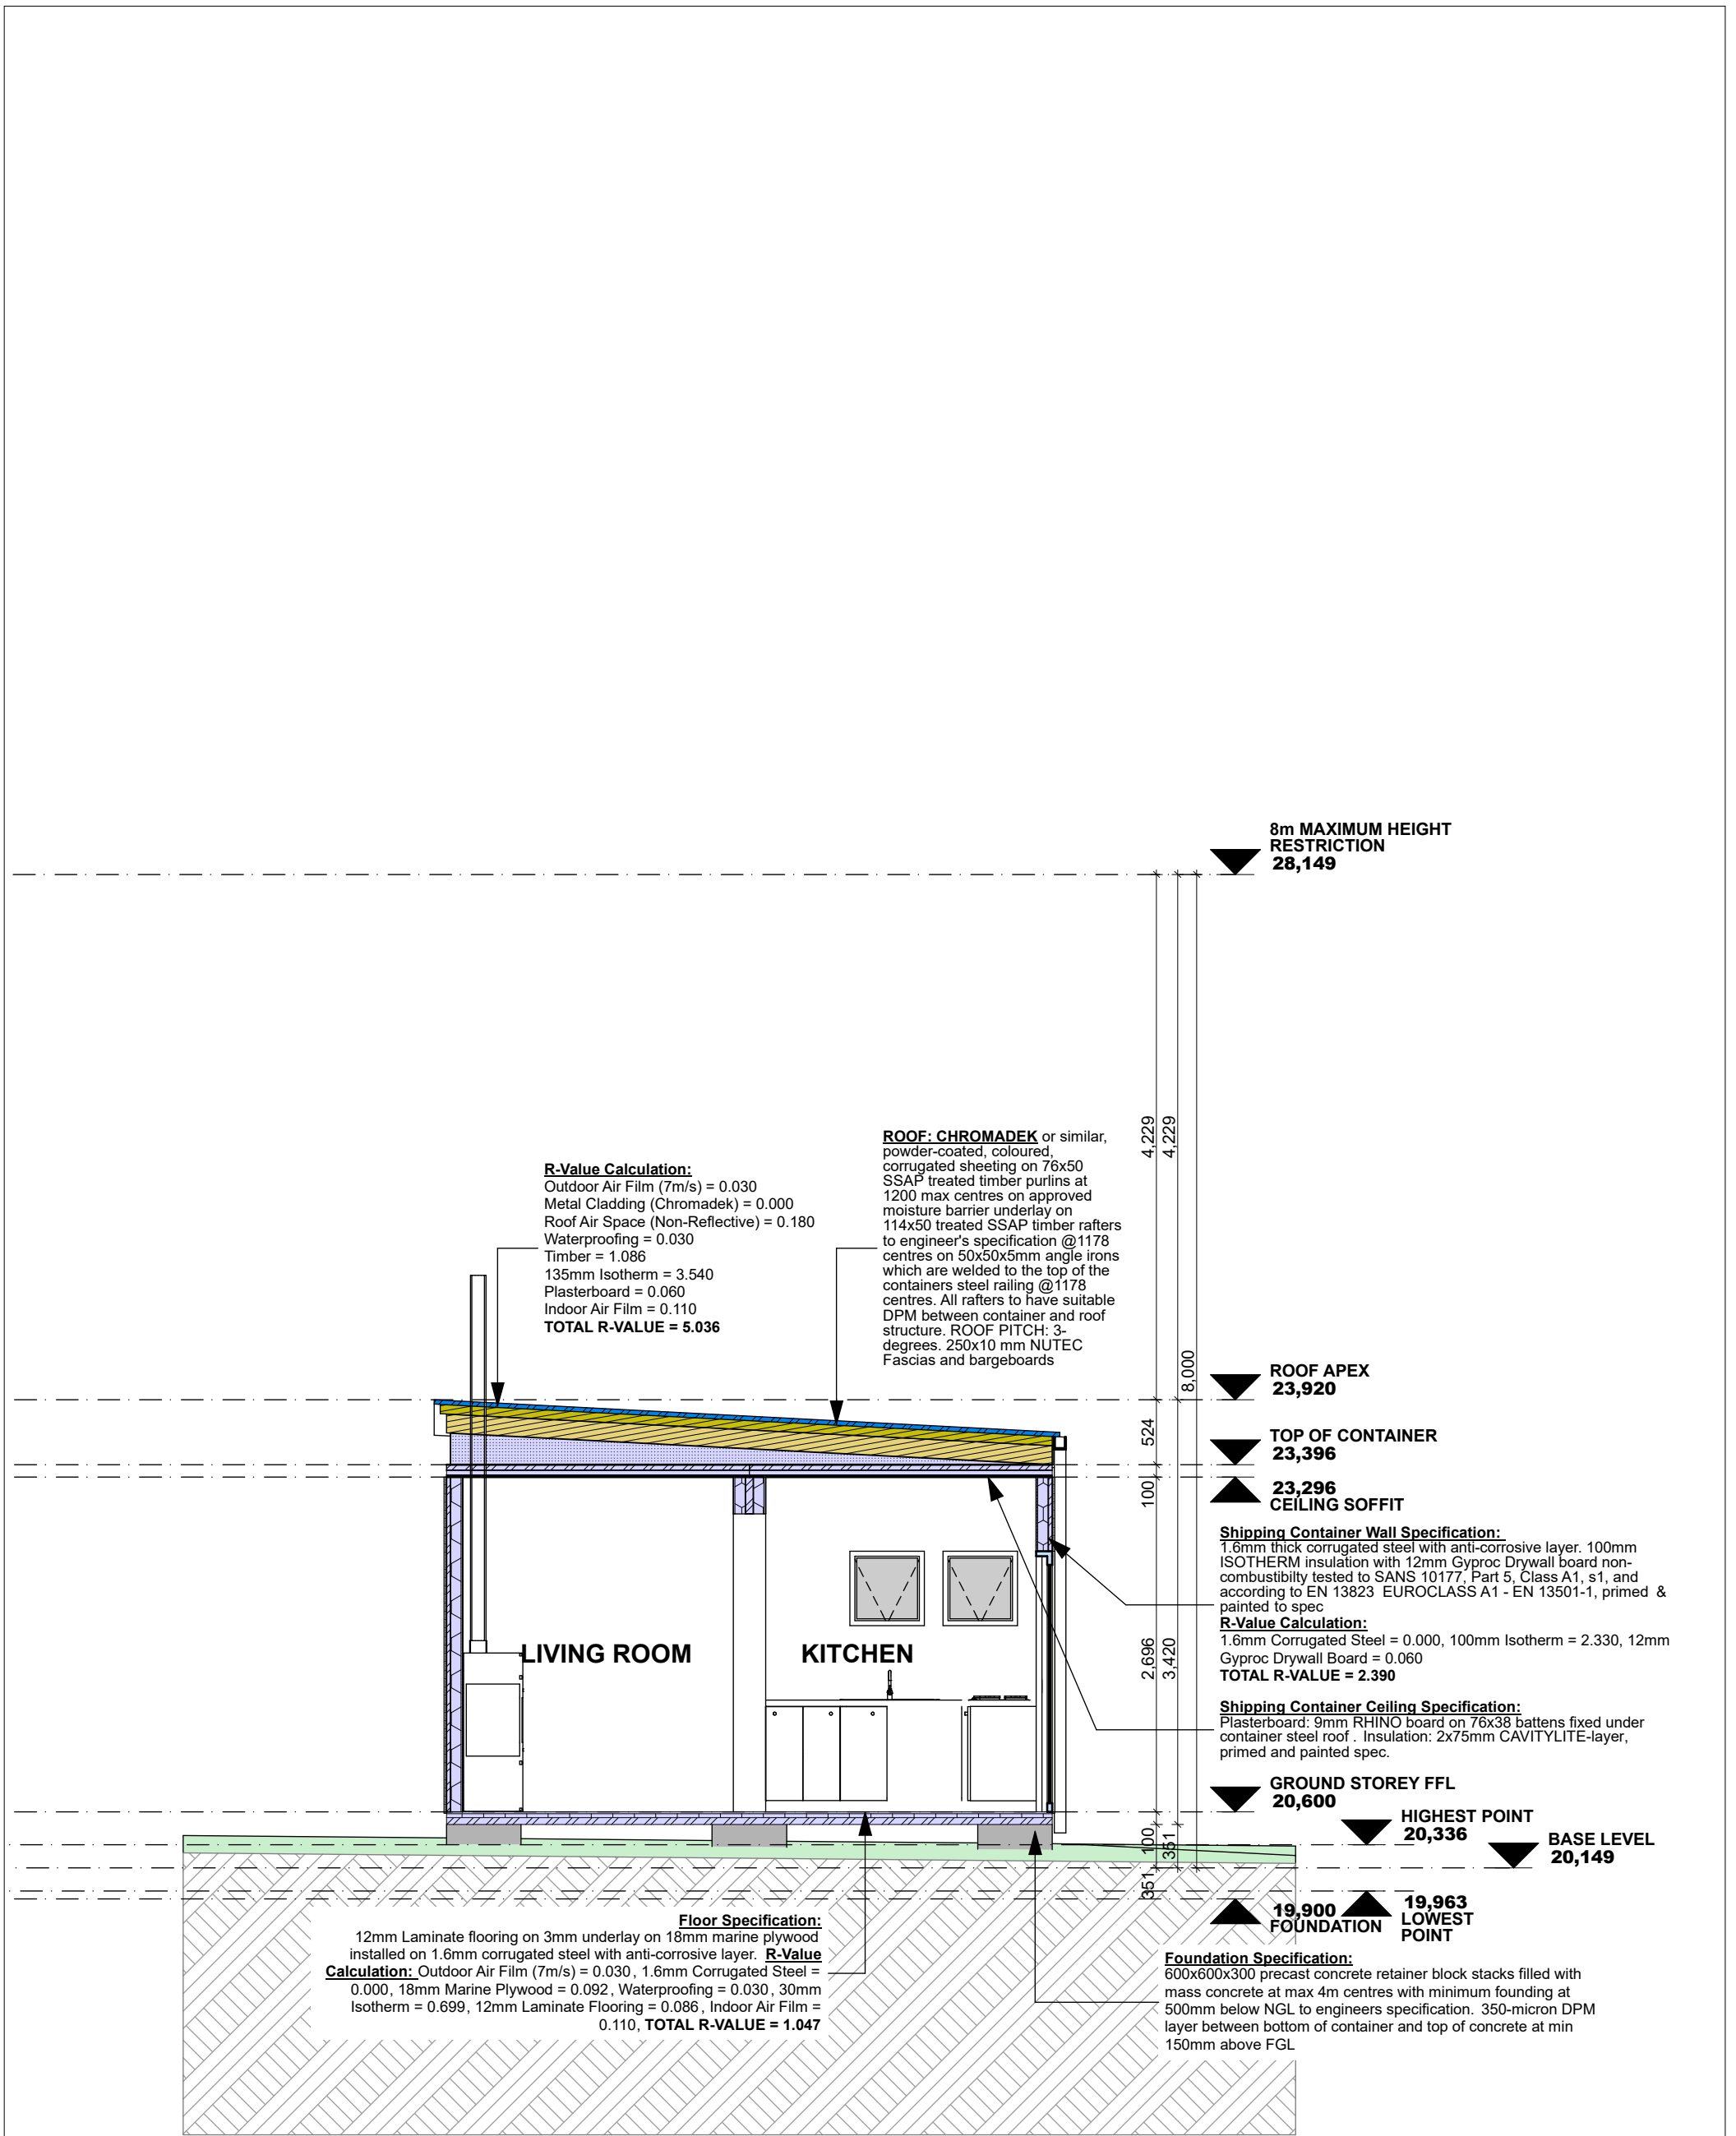 8m MAXIMUM HEIGHT
RESTRICTION
28,149
4,229
4,229
8,000
R-Value Calculation:
Outdoor Air Film (7m/s) = 0.030
Metal Cladding (Chromadek) = 0.000
Roof Air Space (Non-Reflective) = 0.180
Waterproofing = 0.030
Timber = 1.086
135mm Isotherm = 3.540
Plasterboard = 0.060
Indoor Air Film = 0.110
TOTAL R-VALUE = 5.036
ROOF: CHROMADEK or similar,
powder-coated, coloured,
corrugated sheeting on 76x50
SSAP treated timber purlins at
1200 max centres on approved
moisture barrier underlay on
114x50 treated SSAP timber rafters
to engineer's specification @1178
centres on 50x50x5mm angle irons
which are welded to the top of the
containers steel railing @1178
centres. All rafters to have suitable
DPM between container and roof
structure. ROOF PITCH: 3-
degrees. 250x10 mm NUTEC
Fascias and bargeboards
ROOF APEX
23,920
524
TOP OF CONTAINER
23,396
100
23,296
CEILING SOFFIT
Shipping Container Wall Specification:
1.6mm thick corrugated steel with anti-corrosive layer. 100mm
ISOTHERM insulation with 12mm Gyproc Drywall board non-
combustibilty tested to SANS 10177, Part 5, Class A1, s1, and
according to EN 13823 EUROCLASS A1 - EN 13501-1, primed &
painted to spec
R-Value Calculation:
1.6mm Corrugated Steel = 0.000, 100mm Isotherm = 2.330, 12mm
Gyproc Drywall Board = 0.060
TOTAL R-VALUE = 2.390
LIVING ROOM
KITCHEN
2,696
3,420
Shipping Container Ceiling Specification:
Plasterboard: 9mm RHINO board on 76x38 battens fixed under
container steel roof . Insulation: 2x75mm CAVITYLITE-layer,
primed and painted spec.
GROUND STOREY FFL
20,600
HIGHEST POINT
20,336
BASE LEVEL
20,149
100
351
351
19,900
FOUNDATION
19,963
LOWEST
POINT
Floor Specification:
12mm Laminate flooring on 3mm underlay on 18mm marine plywood
installed on 1.6mm corrugated steel with anti-corrosive layer. R-Value
Calculation: Outdoor Air Film (7m/s) = 0.030, 1.6mm Corrugated Steel =
0.000, 18mm Marine Plywood = 0.092, Waterproofing = 0.030, 30mm
Isotherm = 0.699, 12mm Laminate Flooring = 0.086, Indoor Air Film =
0.110, TOTAL R-VALUE = 1.047
Foundation Specification:
600x600x300 precast concrete retainer block stacks filled with
mass concrete at max 4m centres with minimum founding at
500mm below NGL to engineers specification. 350-micron DPM
layer between bottom of container and top of concrete at min
150mm above FGL